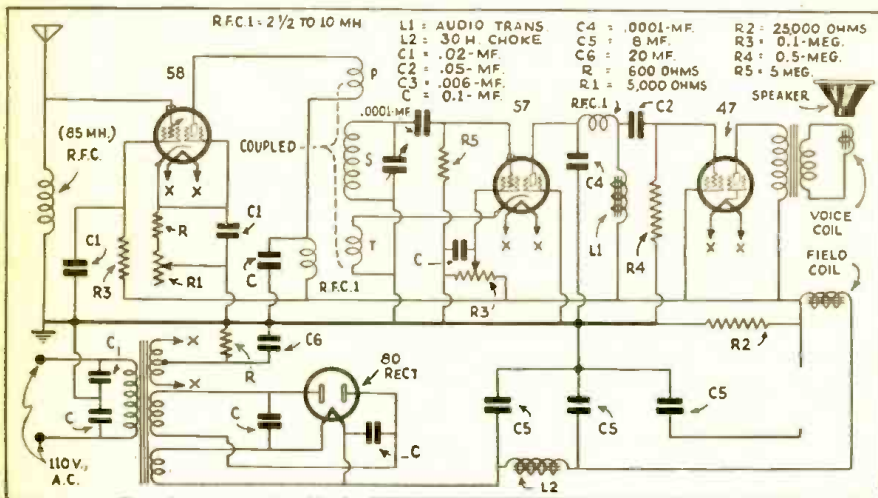 R.F.C.1 = 2 1/2 TO 10 MH.
L1 = AUDIO TRANS.
L2 = 30 H. CHOKE
C1 = .02-MF.
C2 = .05-MF.
C3 = .006-MF.
C = 0.1-MF.
C4 = .0001-MF.
C5 = 8 MF.
C6 = 20 MF.
R = 600 OHMS
R1 = 5,000 OHMS
R2 = 25,000 OHMS
R3 = 0.1-MEG.
R4 = 0.5-MEG.
R5 = 5 MEG.
58
P
.0001-MF.
57
R.F.C.1
C2
47
SPEAKER
(85 MH.)
R.F.C.
COUPLED
S
R5
C4
X X
X X
X X
VOICE
COIL
L1
C1
R
C1
T
R4
FIELD
COIL
R3
R1
C
R.F.C.1
C
R3
C1
X
R
C6
R2
80
RECT
C
X
C
C
C5
C5
C5
110V.,
A.C.
L2